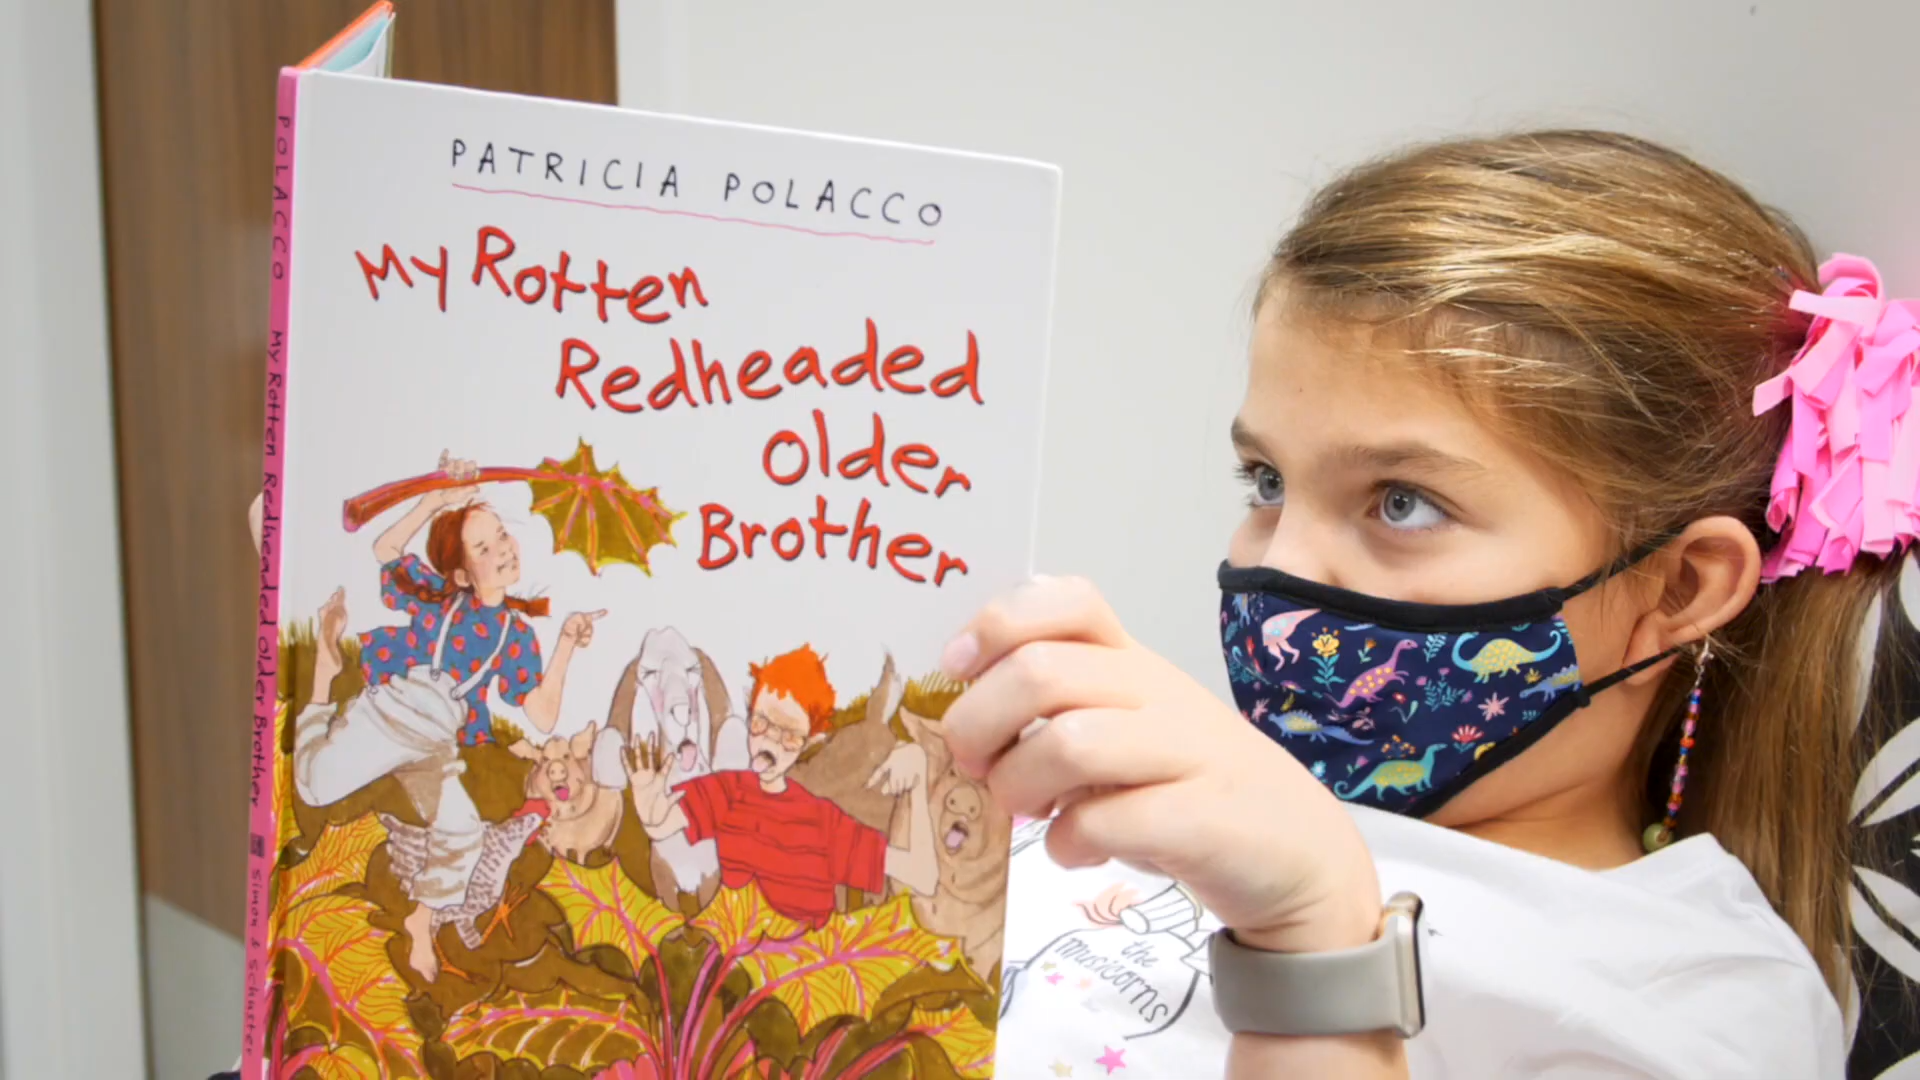 PATRICIA POLACCO
My Rotten
Redheaded
Older
Brother
POLACCO My Rotten Redheaded Older Brother Simon & Schuster
the
musicorns